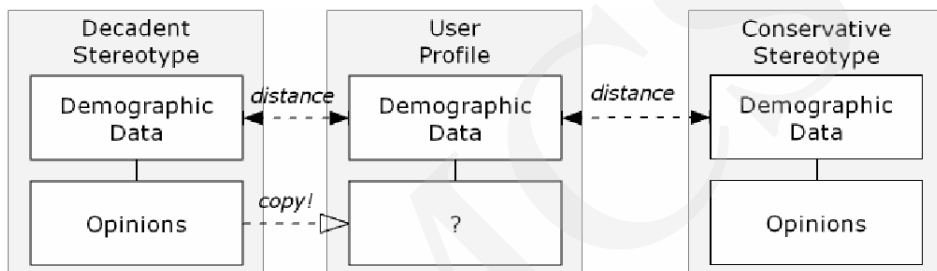 Decadent
Stereotype
User
Profile
Conservative
Stereotype
Demographic
Data
distance
Demographic
Data
distance
Demographic
Data
Opinions
copy!
?
Opinions